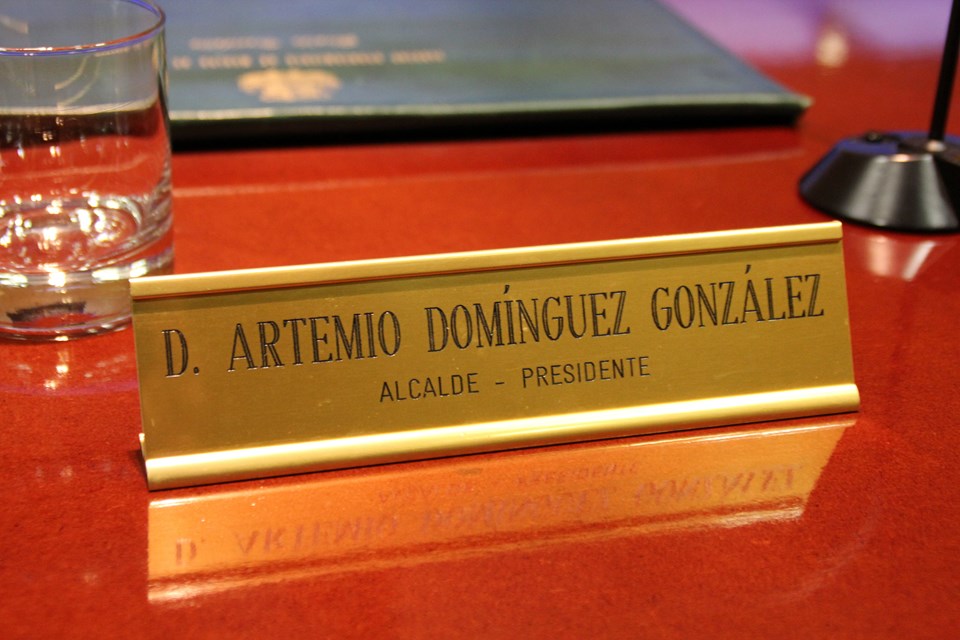 D. ARTEMIO DOMÍNGUEZ GONZÁLEZ
ALCALDE - PRESIDENTE